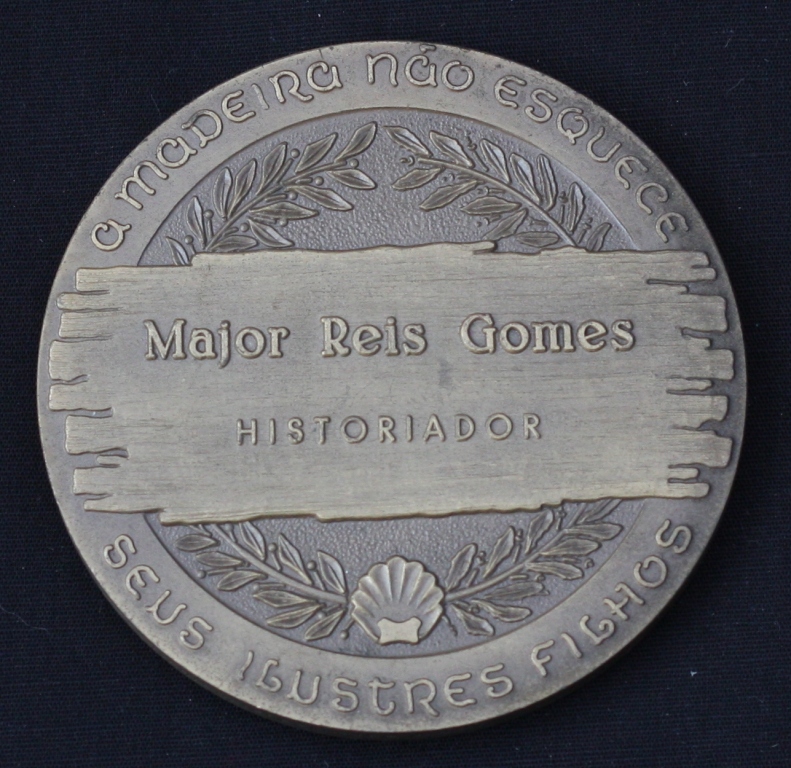 A MADEIRA NÃO ESQUECE
Major Reis Gomes
HISTORIADOR
SEUS ILUSTRES FILHOS